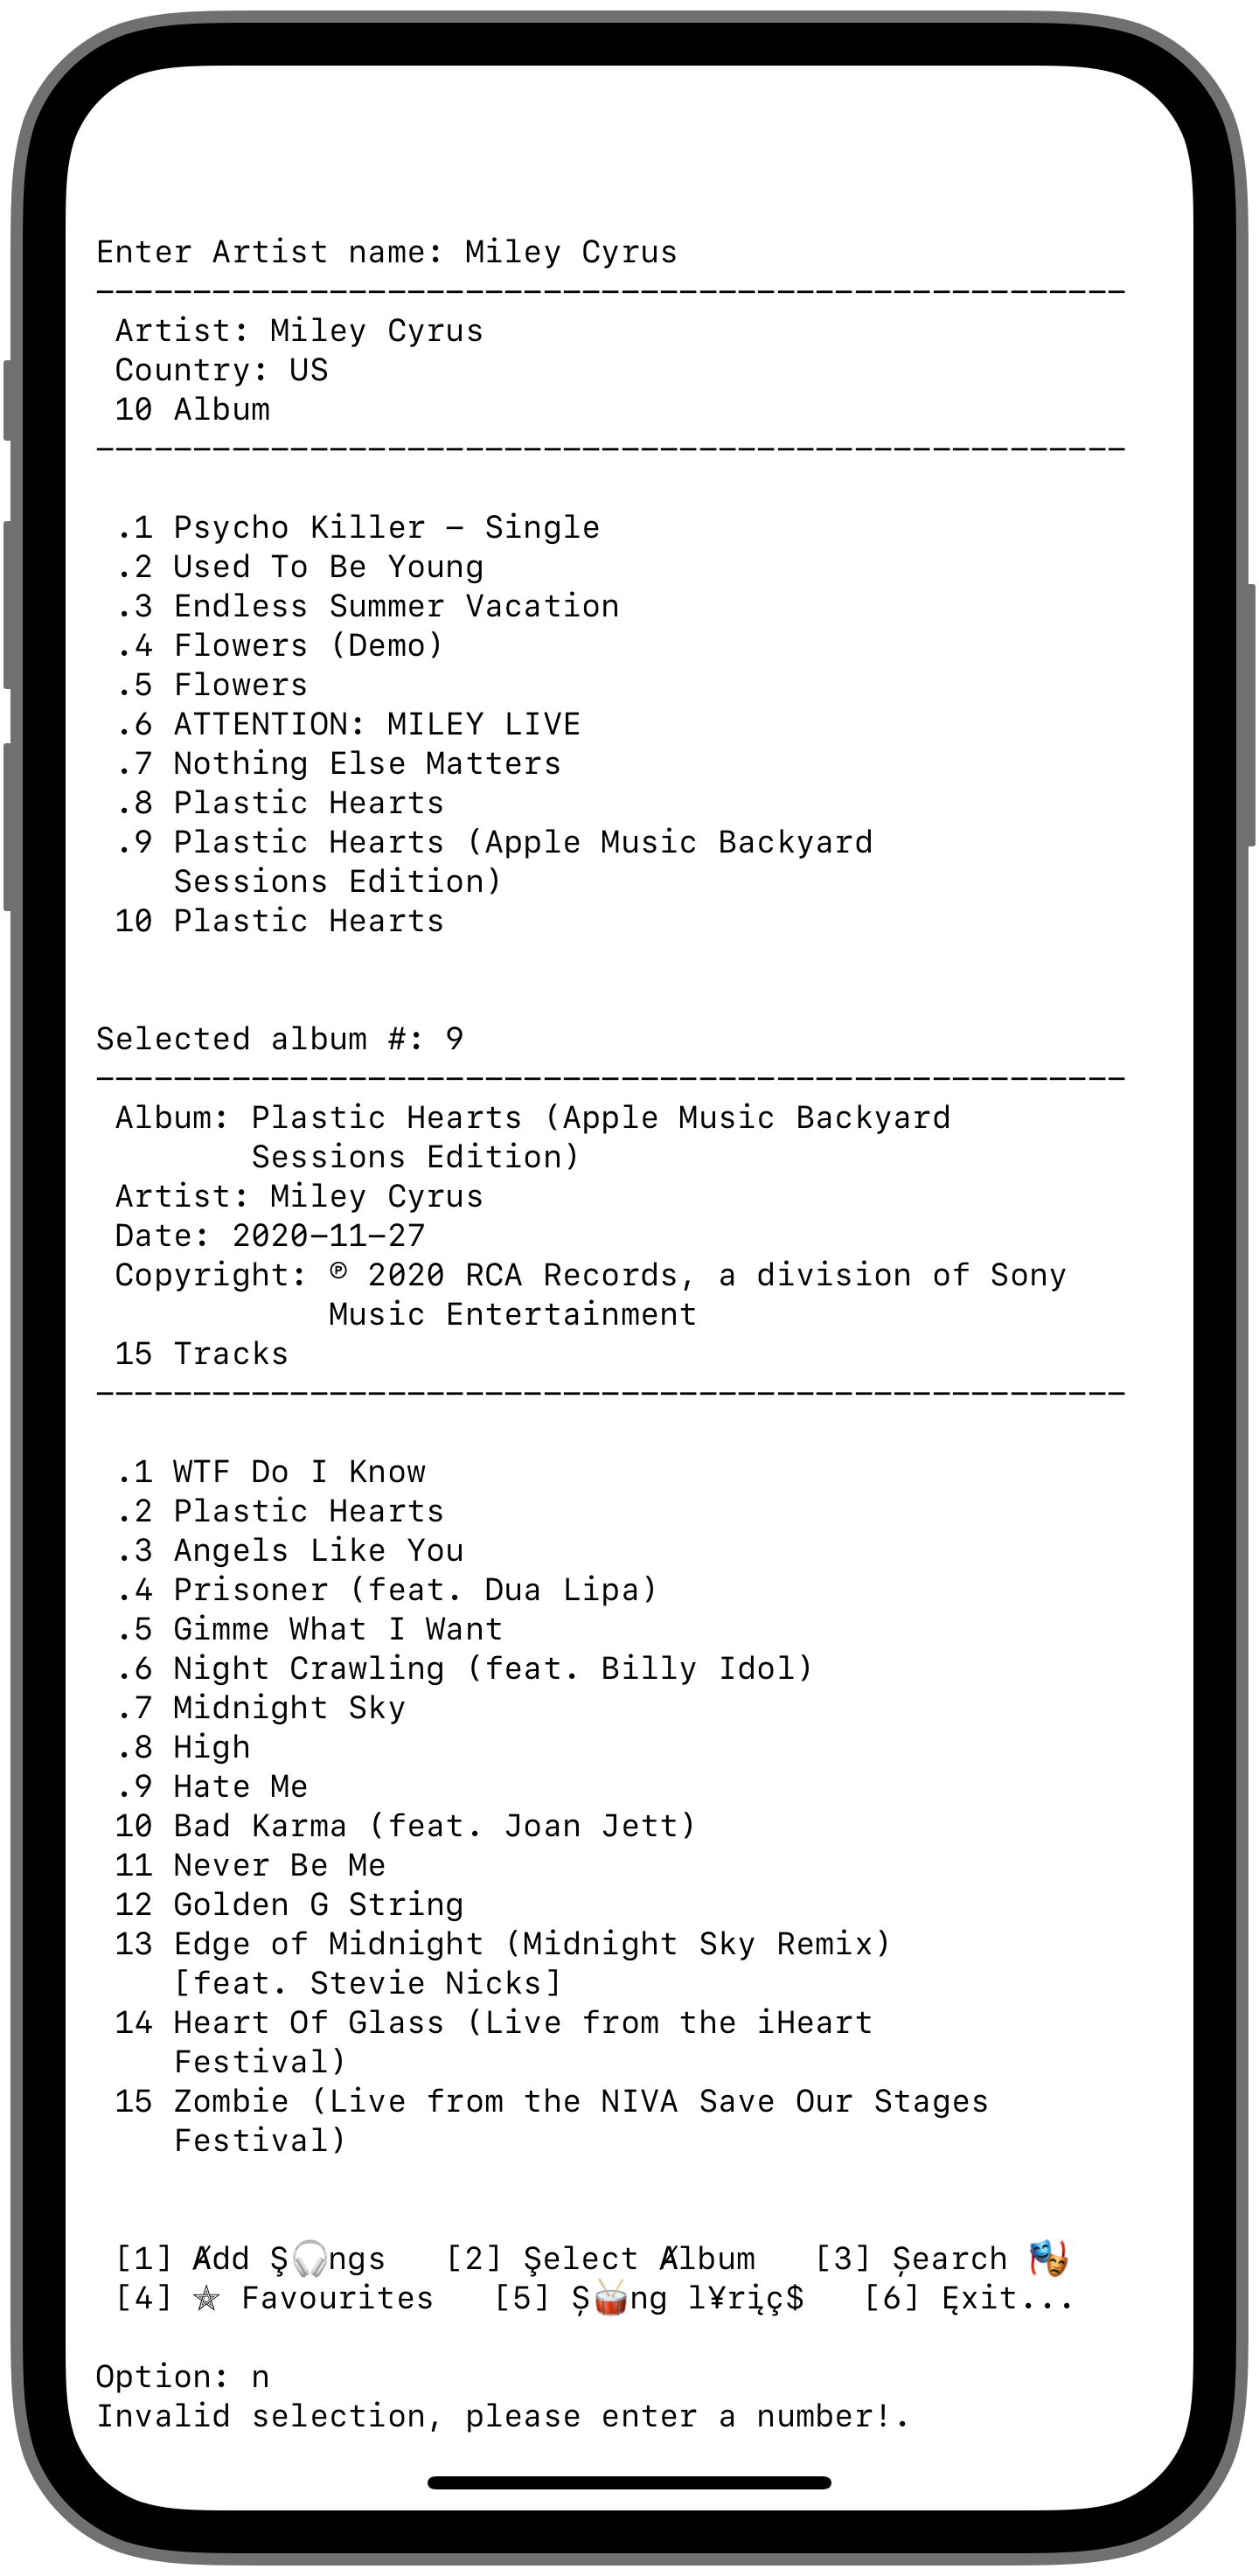 Enter Artist name: Miley Cyrus
-----------------------------------------------------
Artist: Miley Cyrus
Country: US
10 Album
-----------------------------------------------------
.1 Psycho Killer – Single
.2 Used To Be Young
.3 Endless Summer Vacation
.4 Flowers (Demo)
.5 Flowers
.6 ATTENTION: MILEY LIVE
.7 Nothing Else Matters
.8 Plastic Hearts
.9 Plastic Hearts (Apple Music Backyard
Sessions Edition)
10 Plastic Hearts
Selected album #: 9
-----------------------------------------------------
Album: Plastic Hearts (Apple Music Backyard
Sessions Edition)
Artist: Miley Cyrus
Date: 2020-11-27
Copyright: ℗ 2020 RCA Records, a division of Sony
Music Entertainment
15 Tracks
-----------------------------------------------------
.1 WTF Do I Know
.2 Plastic Hearts
.3 Angels Like You
.4 Prisoner (feat. Dua Lipa)
.5 Gimme What I Want
.6 Night Crawling (feat. Billy Idol)
.7 Midnight Sky
.8 High
.9 Hate Me
10 Bad Karma (feat. Joan Jett)
11 Never Be Me
12 Golden G String
13 Edge of Midnight (Midnight Sky Remix)
[feat. Stevie Nicks]
14 Heart Of Glass (Live from the iHeart
Festival)
15 Zombie (Live from the NIVA Save Our Stages
Festival)
[1] Ⱥdd Ş🎧ngs [2] Şelect Ⱥlbum [3] Șearch 🎭
[4] ⛤ Favourites [5] Ș🥁ng l¥rįç$ [6] Ęxit...
Option: n
Invalid selection, please enter a number!.